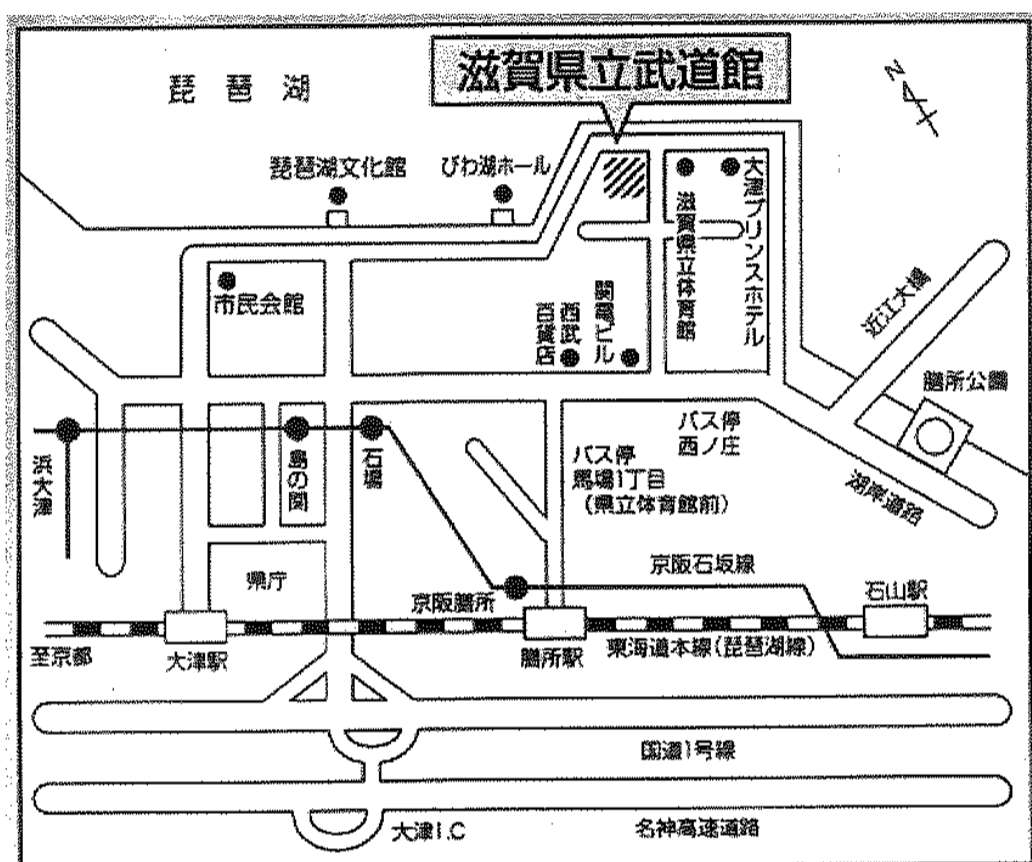 滋賀県立武道館
琵琶湖
N
琵琶湖文化館
びわ湖ホール
滋賀県立体育館
大津プリンスホテル
市民会館
西武百貨店
関電ビル
近江大橋
膳所公園
湖岸道路
バス停
西ノ庄
バス停
馬場1丁目
(県立体育館前)
浜大津
島の関
石場
県庁
京阪膳所
京阪石坂線
石山駅
至京都
大津駅
膳所駅
東海道本線(琵琶湖線)
国道1号線
大津I.C
名神高速道路